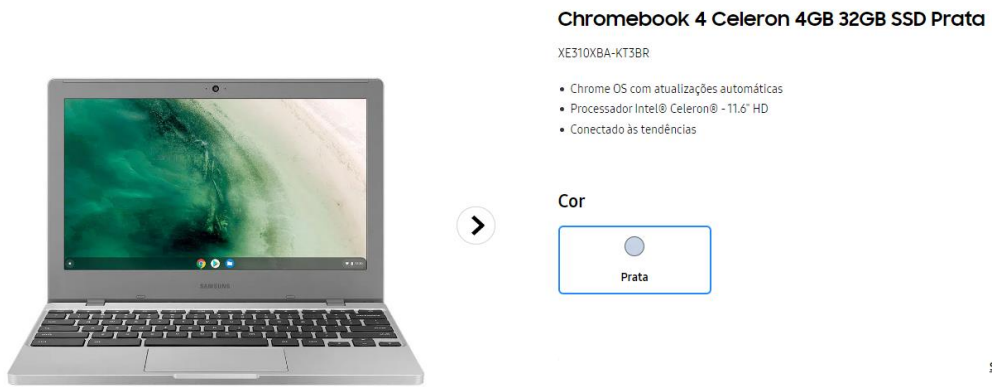 Chromebook 4 Celeron 4GB 32GB SSD Prata
XE310XBA-KT3BR
• Chrome OS com atualizações automáticas
• Processador Intel® Celeron® - 11.6" HD
• Conectado às tendências
Cor
Prata
SAMSUNG